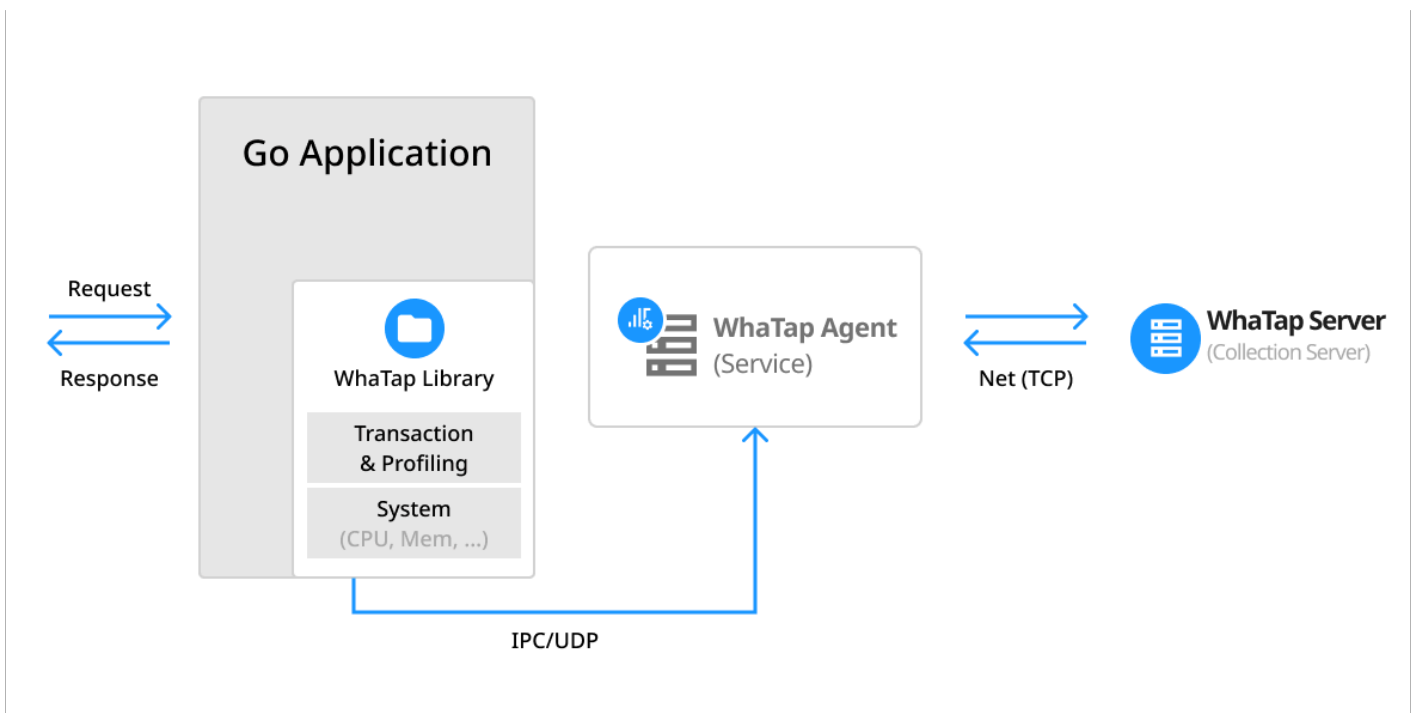 Go Application
Request
Response
WhaTap Library
Transaction
& Profiling
System
(CPU, Mem, ...)
IPC/UDP
WhaTap Agent
(Service)
Net (TCP)
WhaTap Server
(Collection Server)